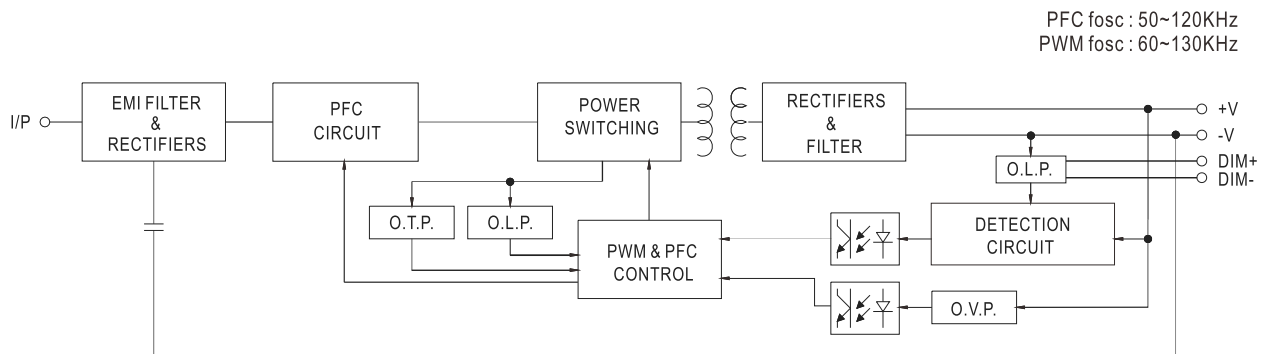 PFC fosc : 50~120KHz
PWM fosc : 60~130KHz
I/P
EMI FILTER
&
RECTIFIERS
PFC
CIRCUIT
POWER
SWITCHING
RECTIFIERS
&
FILTER
+V
-V
DIM+
DIM-
O.L.P.
O.T.P.
O.L.P.
PWM & PFC
CONTROL
DETECTION
CIRCUIT
O.V.P.